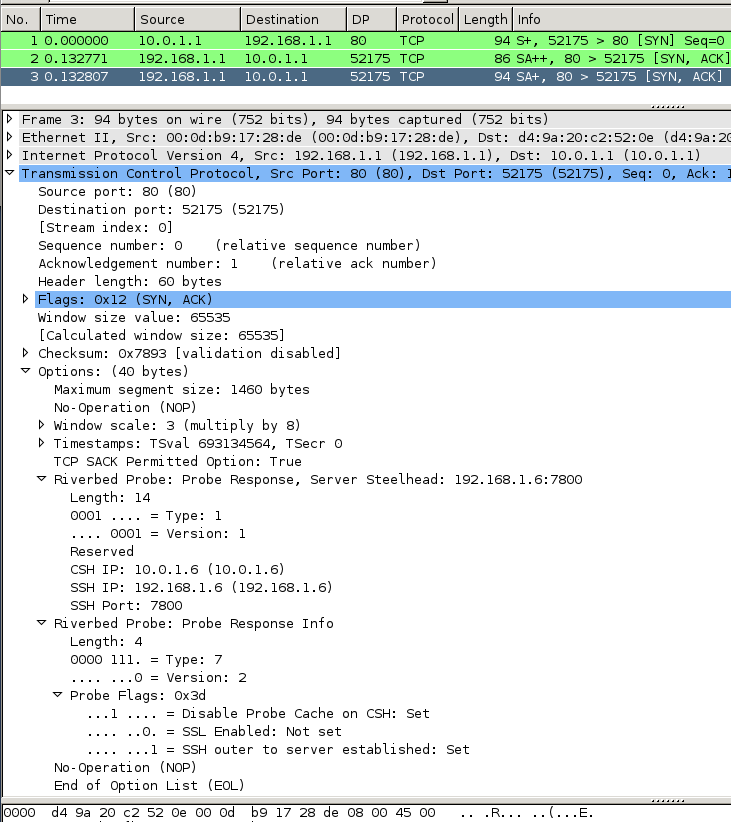 No. Time Source Destination DP Protocol Length Info
1 0.000000 10.0.1.1 192.168.1.1 80 TCP 94 S+, 52175 > 80 [SYN] Seq=0
2 0.132771 192.168.1.1 10.0.1.1 52175 TCP 86 SA++, 80 > 52175 [SYN, ACK]
3 0.132807 192.168.1.1 10.0.1.1 52175 TCP 94 SA+, 80 > 52175 [SYN, ACK]
Frame 3: 94 bytes on wire (752 bits), 94 bytes captured (752 bits)
Ethernet II, Src: 00:0d:b9:17:28:de (00:0d:b9:17:28:de), Dst: d4:9a:20:c2:52:0e (d4:9a:20
Internet Protocol Version 4, Src: 192.168.1.1 (192.168.1.1), Dst: 10.0.1.1 (10.0.1.1)
Transmission Control Protocol, Src Port: 80 (80), Dst Port: 52175 (52175), Seq: 0, Ack: 1
Source port: 80 (80)
Destination port: 52175 (52175)
[Stream index: 0]
Sequence number: 0 (relative sequence number)
Acknowledgement number: 1 (relative ack number)
Header length: 60 bytes
Flags: 0x12 (SYN, ACK)
Window size value: 65535
[Calculated window size: 65535]
Checksum: 0x7893 [validation disabled]
Options: (40 bytes)
Maximum segment size: 1460 bytes
No-Operation (NOP)
Window scale: 3 (multiply by 8)
Timestamps: TSval 693134564, TSecr 0
TCP SACK Permitted Option: True
Riverbed Probe: Probe Response, Server Steelhead: 192.168.1.6:7800
Length: 14
0001 .... = Type: 1
.... 0001 = Version: 1
Reserved
CSH IP: 10.0.1.6 (10.0.1.6)
SSH IP: 192.168.1.6 (192.168.1.6)
SSH Port: 7800
Riverbed Probe: Probe Response Info
Length: 4
0000 111. = Type: 7
.... ...0 = Version: 2
Probe Flags: 0x3d
...1 .... = Disable Probe Cache on CSH: Set
.... ..0. = SSL Enabled: Not set
.... ...1 = SSH outer to server established: Set
No-Operation (NOP)
End of Option List (EOL)
0000 d4 9a 20 c2 52 0e 00 0d b9 17 28 de 08 00 45 00 .. .R... ..(...E.